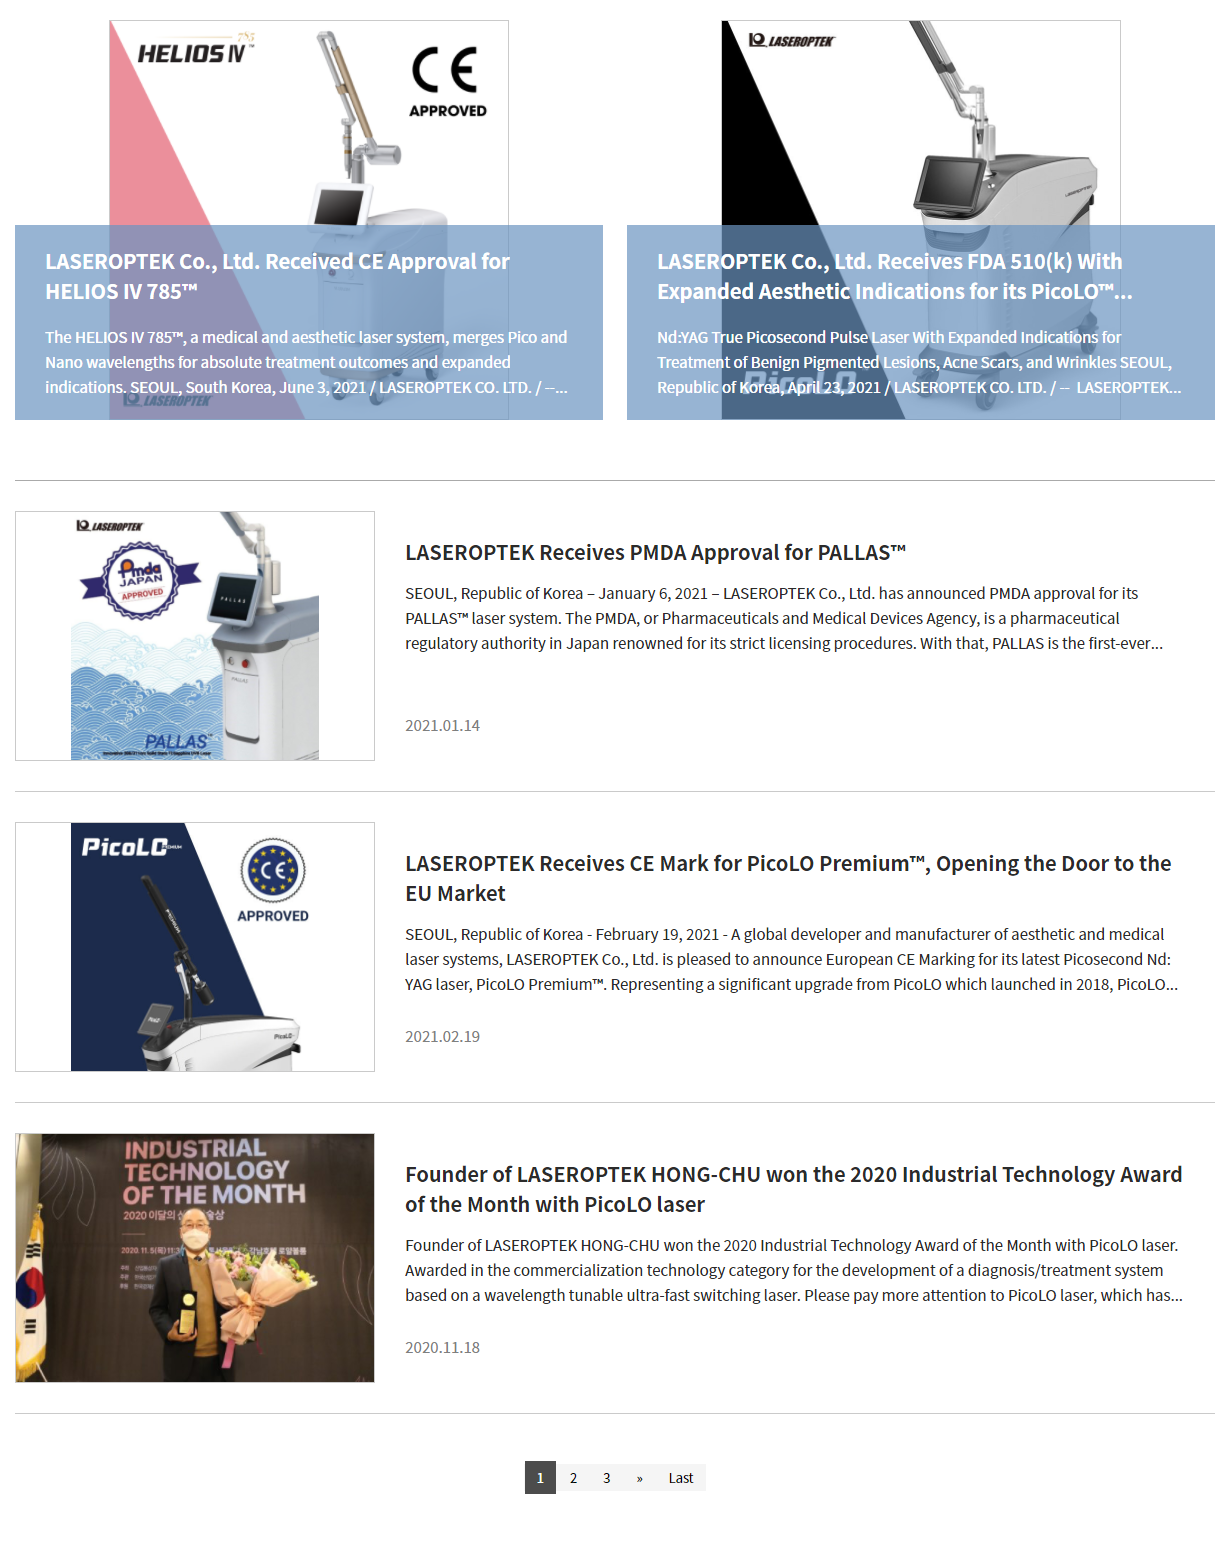 HELIOS IV 785™
CE
APPROVED
LASEROPTEK
LASEROPTEK
LASEROPTEK Co., Ltd. Received CE Approval for
HELIOS IV 785™
The HELIOS IV 785™, a medical and aesthetic laser system, merges Pico and
Nano wavelengths for absolute treatment outcomes and expanded
indications. SEOUL, South Korea, June 3, 2021 / LASEROPTEK CO. LTD. / --...
LASEROPTEK
LASEROPTEK Co., Ltd. Receives FDA 510(k) With
Expanded Aesthetic Indications for its PicoLO™...
Nd:YAG True Picosecond Pulse Laser With Expanded Indications for
Treatment of Benign Pigmented Lesions, Acne Scars, and Wrinkles SEOUL,
Republic of Korea, April 23, 2021 / LASEROPTEK CO. LTD. / -- LASEROPTEK...
PicoLO
LASEROPTEK
Pmda
JAPAN
APPROVED
PALLAS
PALLAS
PALLAS™
LASEROPTEK Receives PMDA Approval for PALLAS™
SEOUL, Republic of Korea – January 6, 2021 – LASEROPTEK Co., Ltd. has announced PMDA approval for its
PALLAS™ laser system. The PMDA, or Pharmaceuticals and Medical Devices Agency, is a pharmaceutical
regulatory authority in Japan renowned for its strict licensing procedures. With that, PALLAS is the first-ever...
2021.01.14
PicoLO PREMIUM
CE
APPROVED
PicoLO
LASEROPTEK Receives CE Mark for PicoLO Premium™, Opening the Door to the
EU Market
SEOUL, Republic of Korea - February 19, 2021 - A global developer and manufacturer of aesthetic and medical
laser systems, LASEROPTEK Co., Ltd. is pleased to announce European CE Marking for its latest Picosecond Nd:
YAG laser, PicoLO Premium™. Representing a significant upgrade from PicoLO which launched in 2018, PicoLO...
2021.02.19
INDUSTRIAL
TECHNOLOGY
OF THE MONTH
2020 이달의
Founder of LASEROPTEK HONG-CHU won the 2020 Industrial Technology Award
of the Month with PicoLO laser
Founder of LASEROPTEK HONG-CHU won the 2020 Industrial Technology Award of the Month with PicoLO laser.
Awarded in the commercialization technology category for the development of a diagnosis/treatment system
based on a wavelength tunable ultra-fast switching laser. Please pay more attention to PicoLO laser, which has...
2020.11.18
1 2 3 » Last